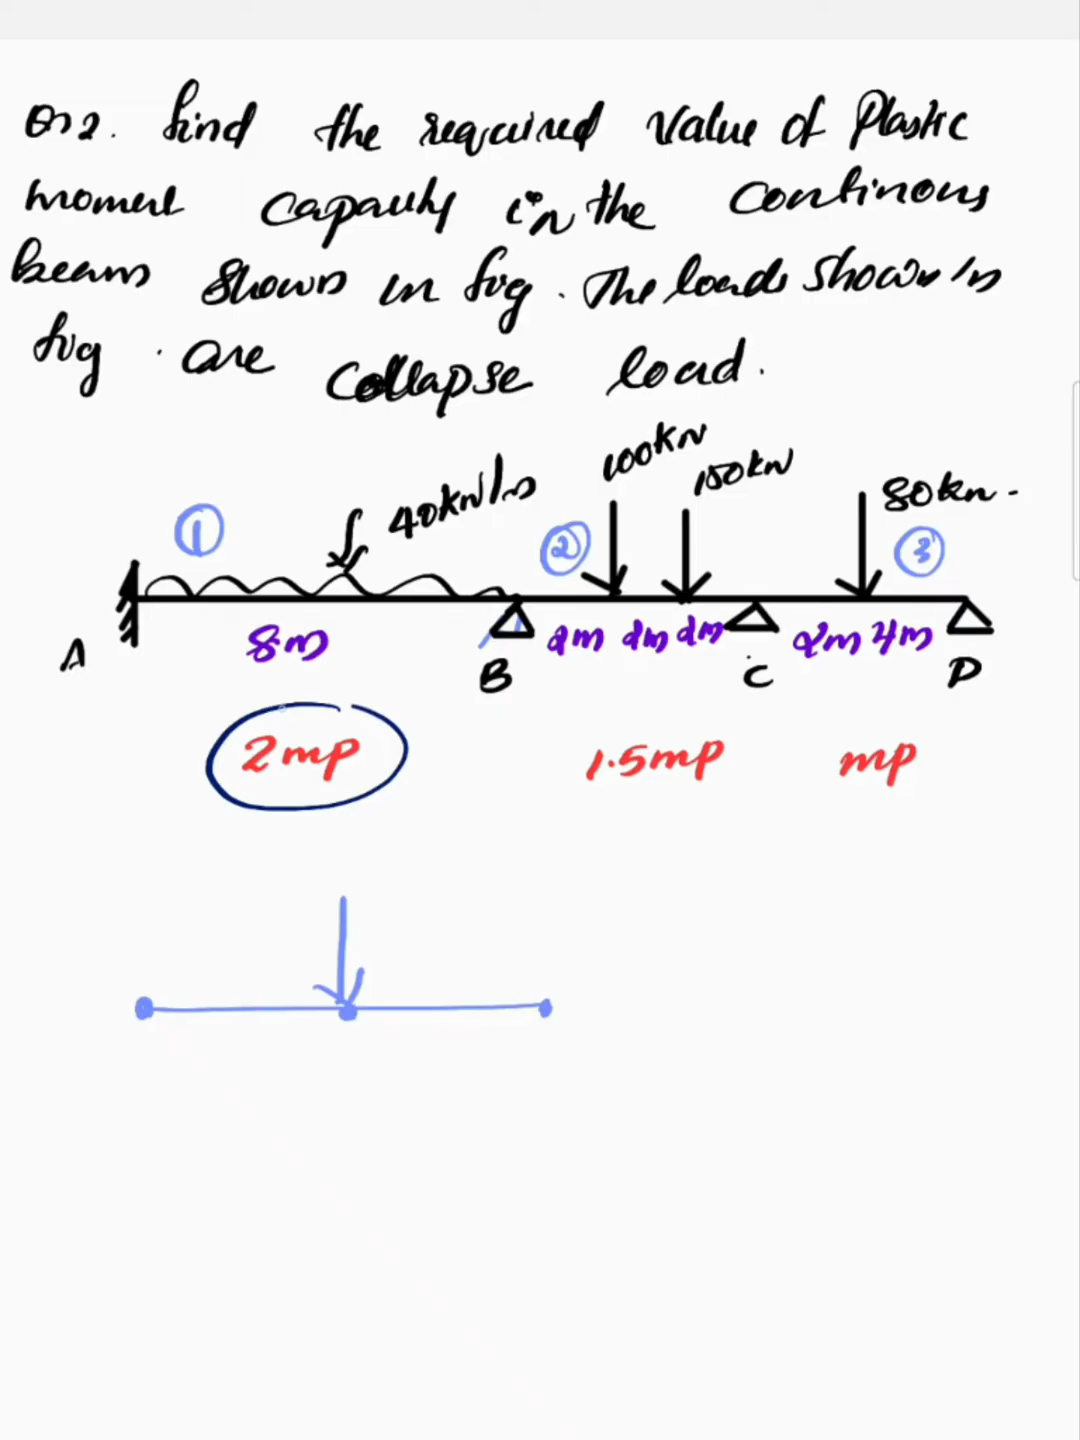 Qn 2. find the required value of Plastic
moment capacity in the continous
beam shown in fig. The loads shown in
fig. are Collapse load.
100kN
150kN
40kN/m
80kn.
① ② ③
A 8m B 2m 2m 2m C 2m 4m D
2mp 1.5mp mp